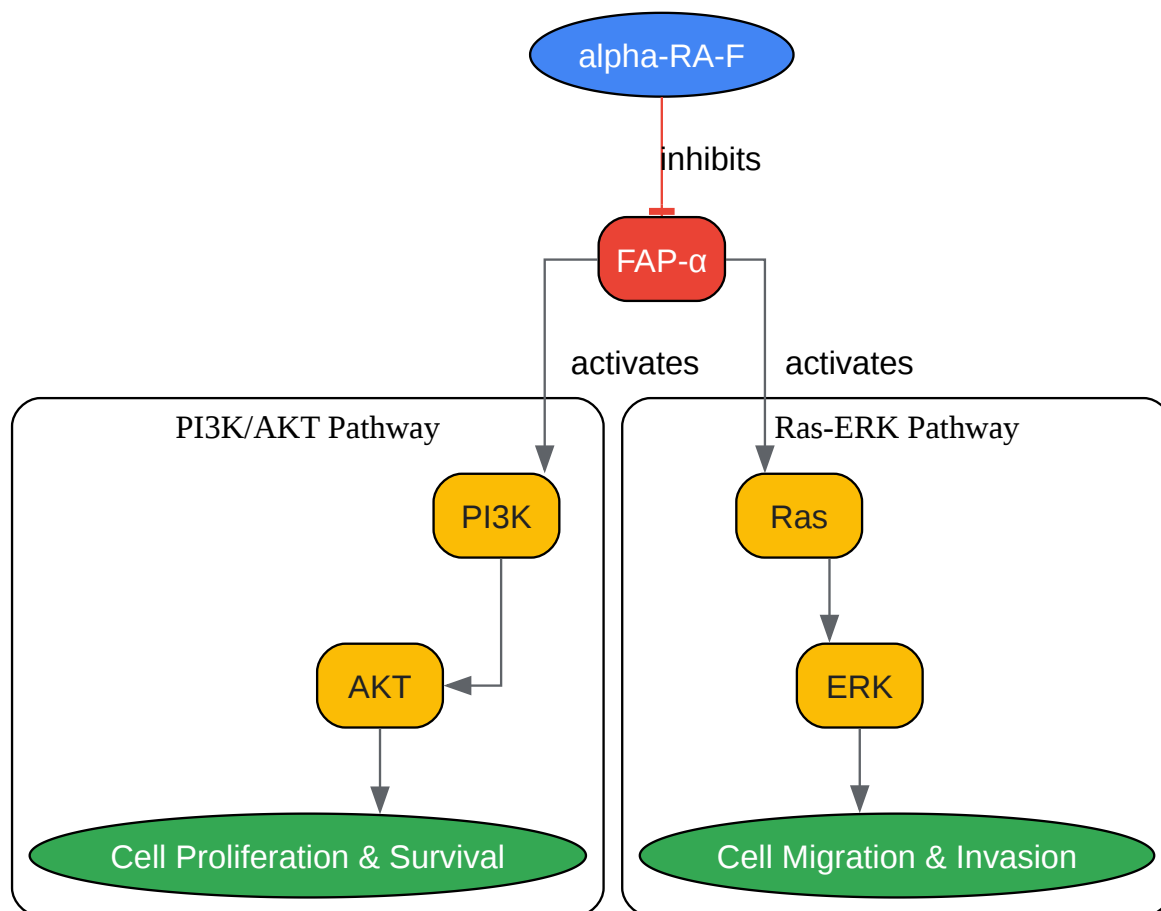 alpha-RA-F
inhibits
FAP-α
activates
activates
PI3K/AKT Pathway
Ras-ERK Pathway
PI3K
Ras
AKT
ERK
Cell Proliferation & Survival
Cell Migration & Invasion